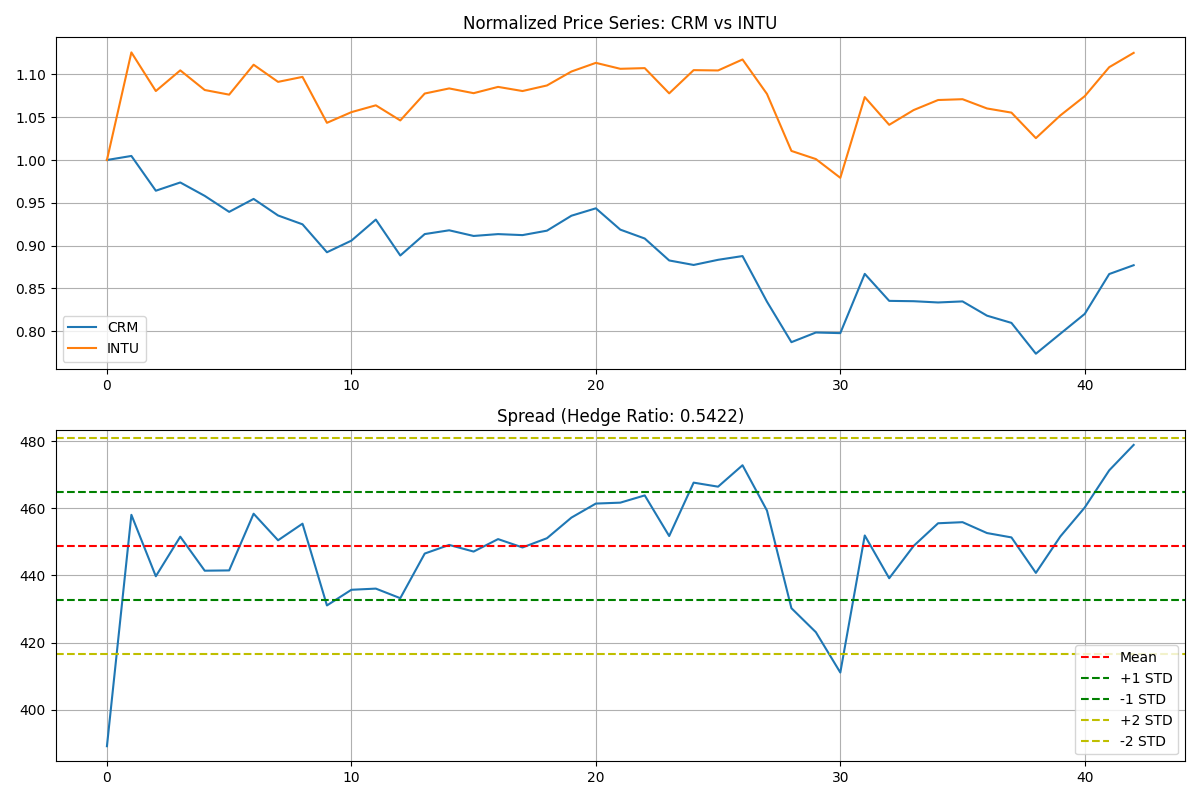 Normalized Price Series: CRM vs INTU
1.10
1.05
1.00
0.95
0.90
0.85
0.80
CRM
INTU
0 10 20 30 40
Spread (Hedge Ratio: 0.5422)
480
460
440
420
400
Mean
+1 STD
-1 STD
+2 STD
-2 STD
0 10 20 30 40